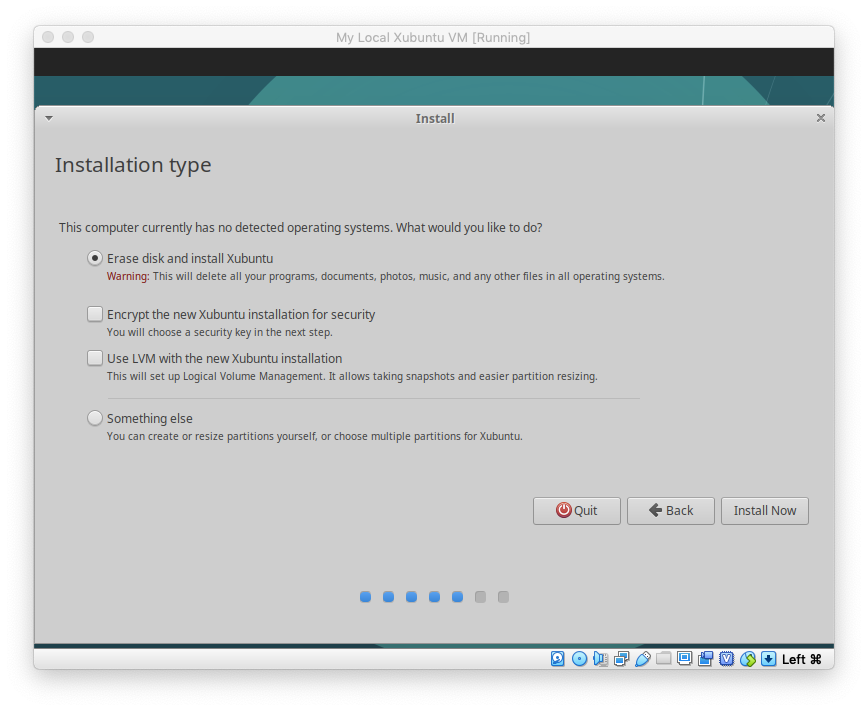 My Local Xubuntu VM [Running]
Install
Installation type
This computer currently has no detected operating systems. What would you like to do?
Erase disk and install Xubuntu
Warning: This will delete all your programs, documents, photos, music, and any other files in all operating systems.
Encrypt the new Xubuntu installation for security
You will choose a security key in the next step.
Use LVM with the new Xubuntu installation
This will set up Logical Volume Management. It allows taking snapshots and easier partition resizing.
Something else
You can create or resize partitions yourself, or choose multiple partitions for Xubuntu.
Quit
Back
Install Now
Left ⌘